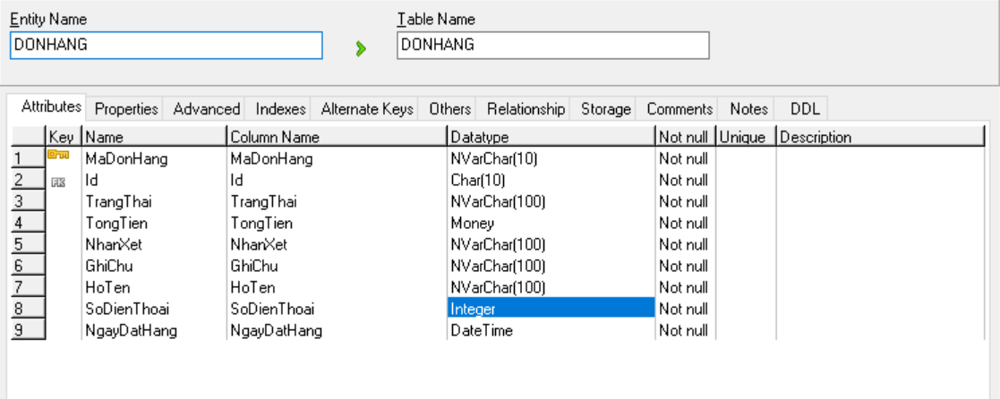 Entity Name Table Name
DONHANG DONHANG
Attributes Properties Advanced Indexes Alternate Keys Others Relationship Storage Comments Notes DDL
Key Name Column Name Datatype Not null Unique Description
1 MaDonHang MaDonHang NVarChar(10) Not null
2 FK Id Id Char(10) Not null
3 TrangThai TrangThai NVarChar(100) Not null
4 TongTien TongTien Money Not null
5 NhanXet NhanXet NVarChar(100) Not null
6 GhiChu GhiChu NVarChar(100) Not null
7 HoTen HoTen NVarChar(100) Not null
8 SoDienThoai SoDienThoai Integer Not null
9 NgayDatHang NgayDatHang DateTime Not null